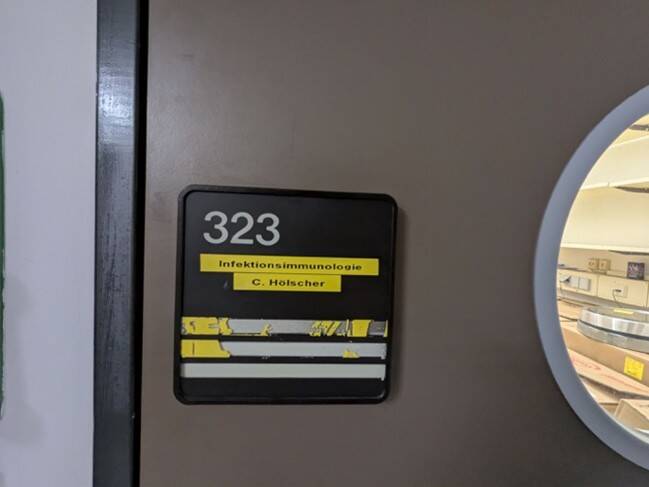 323
Infektionsimmunologie
C. Hölscher